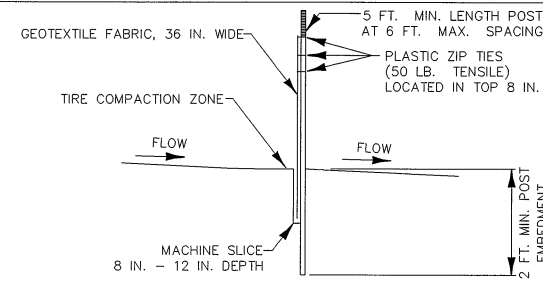 5 FT. MIN. LENGTH POST
AT 6 FT. MAX. SPACING
GEOTEXTILE FABRIC, 36 IN. WIDE
PLASTIC ZIP TIES
(50 LB. TENSILE)
LOCATED IN TOP 8 IN.
TIRE COMPACTION ZONE
FLOW
FLOW
MACHINE SLICE
8 IN. - 12 IN. DEPTH
2 FT. MIN. POST
EMBEDMENT